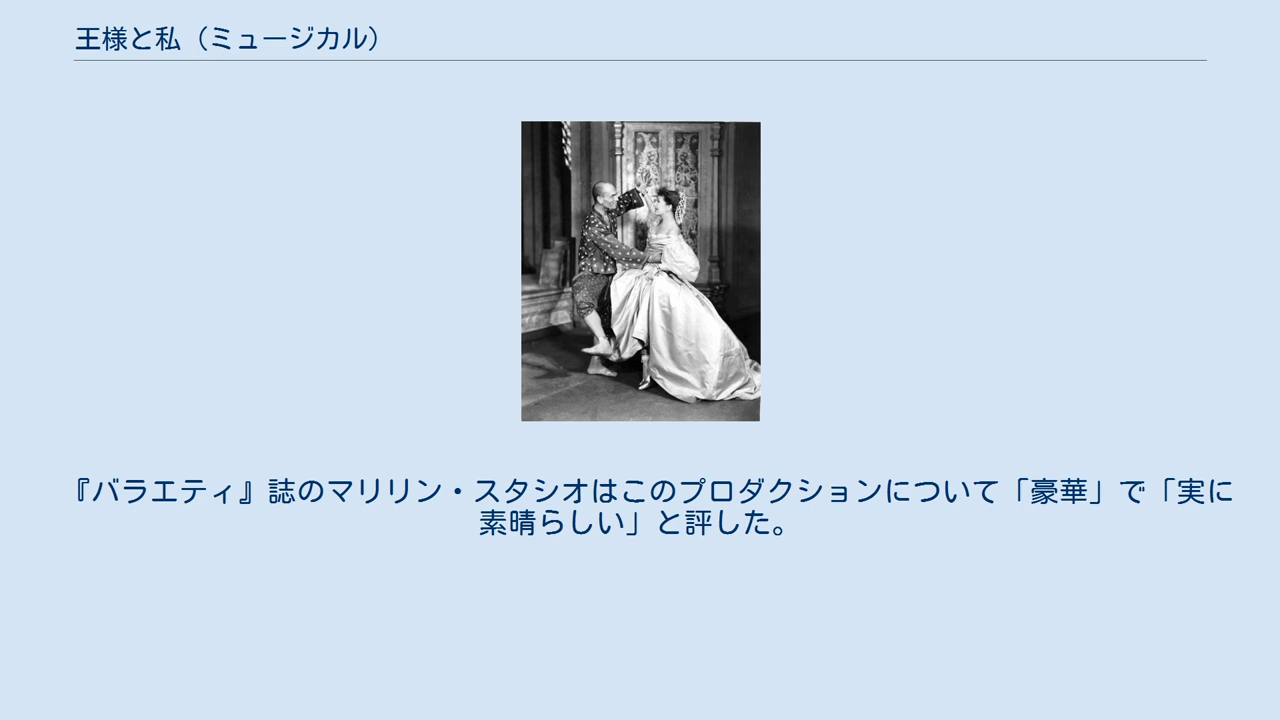 王様と私（ミュージカル）
『バラエティ』誌のマリリン・スタシオはこのプロダクションについて「豪華」で「実に
素晴らしい」と評した。